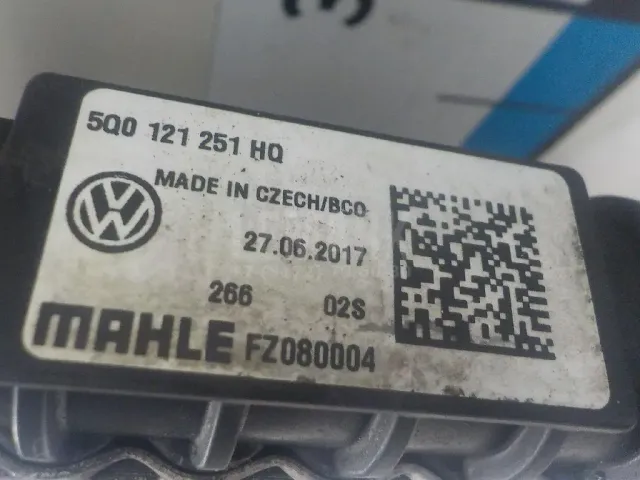 5Q0 121 251 HQ
MADE IN CZECH/BCO
27.06.2017
266 02S
MAHLE FZ080004